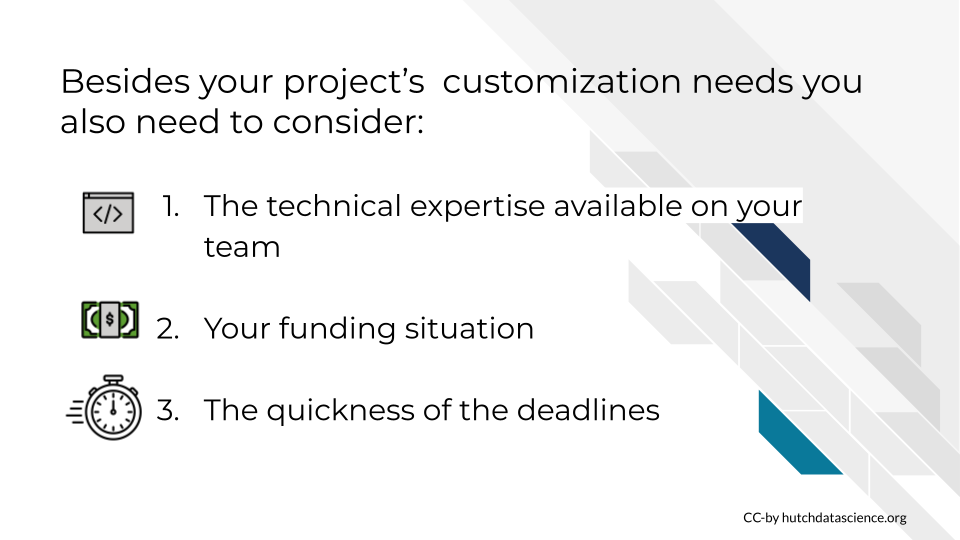 Besides your project’s  customization needs you
also need to consider:
</>
1. The technical expertise available on your
team
$
2. Your funding situation
3. The quickness of the deadlines
CC-by hutchdatascience.org